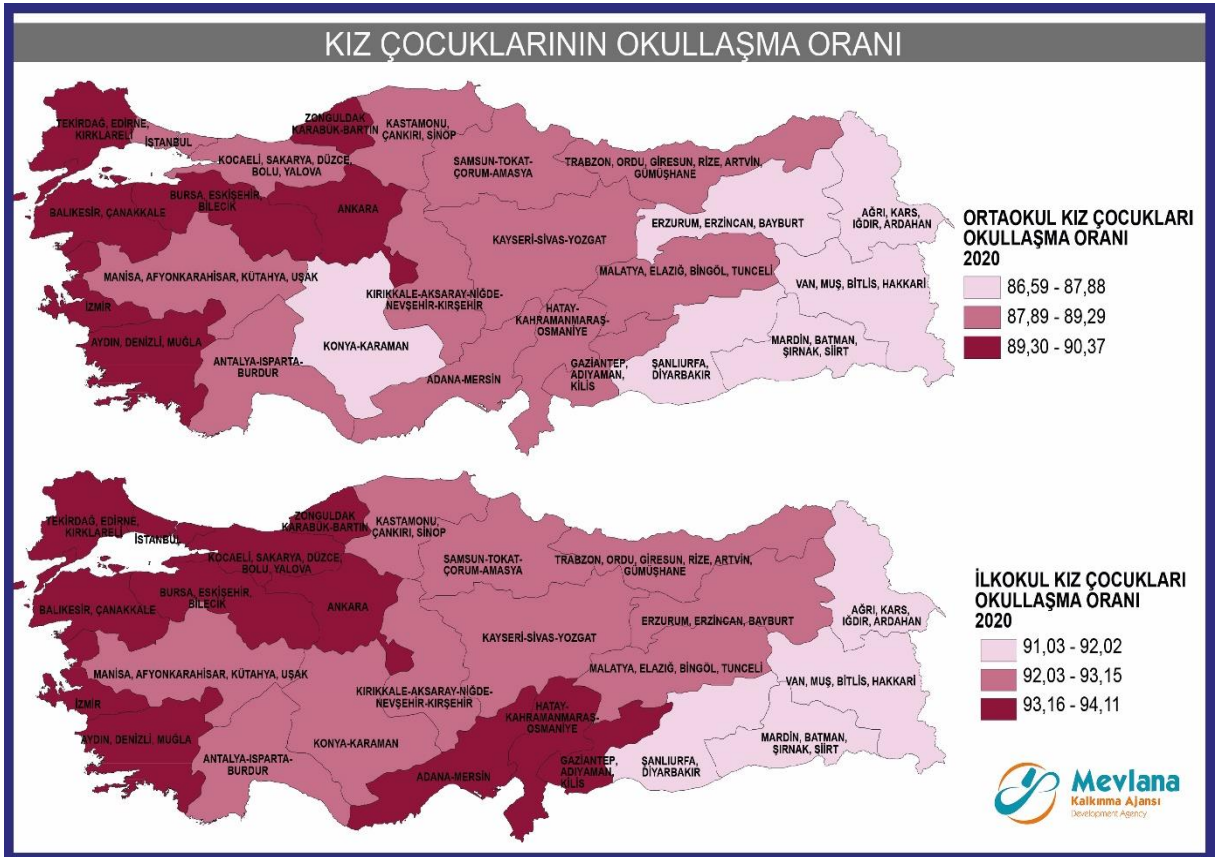 KIZ ÇOCUKLARININ OKULLAŞMA ORANI
TEKİRDAĞ, EDİRNE,
KIRKLARELİ
İSTANBUL
ZONGULDAK
KARABÜK-BARTIN
KASTAMONU,
ÇANKIRI, SİNOP
KOCAELİ, SAKARYA, DÜZCE,
BOLU, YALOVA
SAMSUN-TOKAT-
ÇORUM-AMASYA
TRABZON, ORDU, GİRESUN, RİZE, ARTVİN,
GÜMÜŞHANE
BALIKESİR, ÇANAKKALE
BURSA, ESKİŞEHİR,
BİLECİK
ANKARA
ERZURUM, ERZİNCAN, BAYBURT
AĞRI, KARS,
IĞDIR, ARDAHAN
KAYSERİ-SİVAS-YOZGAT
MANİSA, AFYONKARAHİSAR, KÜTAHYA, UŞAK
MALATYA, ELAZIĞ, BİNGÖL, TUNCELİ
VAN, MUŞ, BİTLİS, HAKKARİ
İZMİR
KIRIKKALE-AKSARAY-NİĞDE-
NEVŞEHİR-KIRŞEHİR
HATAY-
KAHRAMANMARAŞ-
OSMANİYE
AYDIN, DENİZLİ, MUĞLA
KONYA-KARAMAN
MARDİN, BATMAN,
ŞIRNAK, SİİRT
ANTALYA-ISPARTA-
BURDUR
ADANA-MERSİN
GAZİANTEP,
ADIYAMAN,
KİLİS
ŞANLIURFA,
DİYARBAKIR
ORTAOKUL KIZ ÇOCUKLARI
OKULLAŞMA ORANI
2020
86,59 - 87,88
87,89 - 89,29
89,30 - 90,37
TEKİRDAĞ, EDİRNE,
KIRKLARELİ
İSTANBUL
ZONGULDAK
KARABÜK-BARTIN
KASTAMONU,
ÇANKIRI, SİNOP
KOCAELİ, SAKARYA, DÜZCE,
BOLU, YALOVA
SAMSUN-TOKAT-
ÇORUM-AMASYA
TRABZON, ORDU, GİRESUN, RİZE, ARTVİN,
GÜMÜŞHANE
BALIKESİR, ÇANAKKALE
BURSA, ESKİŞEHİR,
BİLECİK
ANKARA
ERZURUM, ERZİNCAN, BAYBURT
AĞRI, KARS,
IĞDIR, ARDAHAN
KAYSERİ-SİVAS-YOZGAT
MANİSA, AFYONKARAHİSAR, KÜTAHYA, UŞAK
MALATYA, ELAZIĞ, BİNGÖL, TUNCELİ
VAN, MUŞ, BİTLİS, HAKKARİ
İZMİR
KIRIKKALE-AKSARAY-NİĞDE-
NEVŞEHİR-KIRŞEHİR
HATAY-
KAHRAMANMARAŞ-
OSMANİYE
AYDIN, DENİZLİ, MUĞLA
KONYA-KARAMAN
MARDİN, BATMAN,
ŞIRNAK, SİİRT
ANTALYA-ISPARTA-
BURDUR
ADANA-MERSİN
GAZİANTEP,
ADIYAMAN,
KİLİS
ŞANLIURFA,
DİYARBAKIR
İLKOKUL KIZ ÇOCUKLARI
OKULLAŞMA ORANI
2020
91,03 - 92,02
92,03 - 93,15
93,16 - 94,11
Mevlana
Kalkınma Ajansı
Development Agency